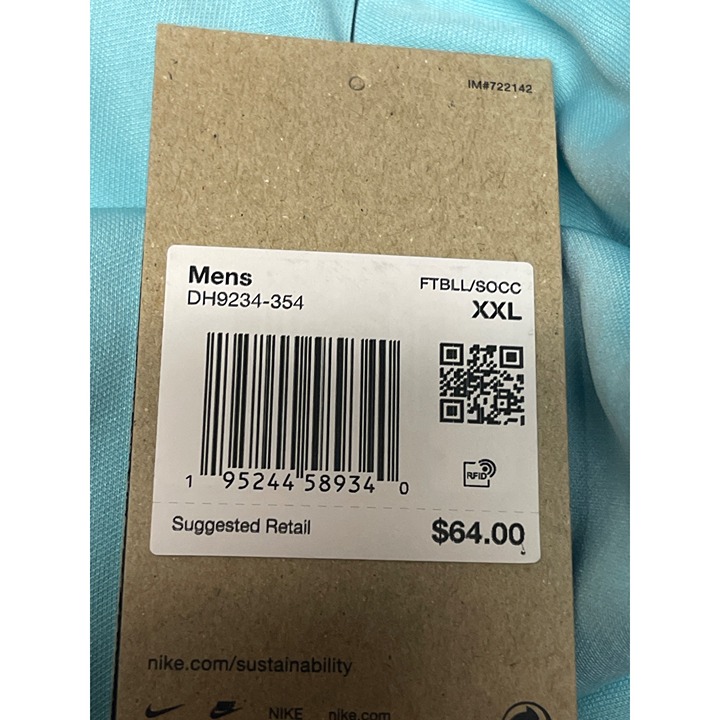 IM#722142
Mens
FTBLL/SOCC
DH9234-354
XXL
RFID
1 95244 58934 0
Suggested Retail
$64.00
nike.com/sustainability
NIKE nike.com